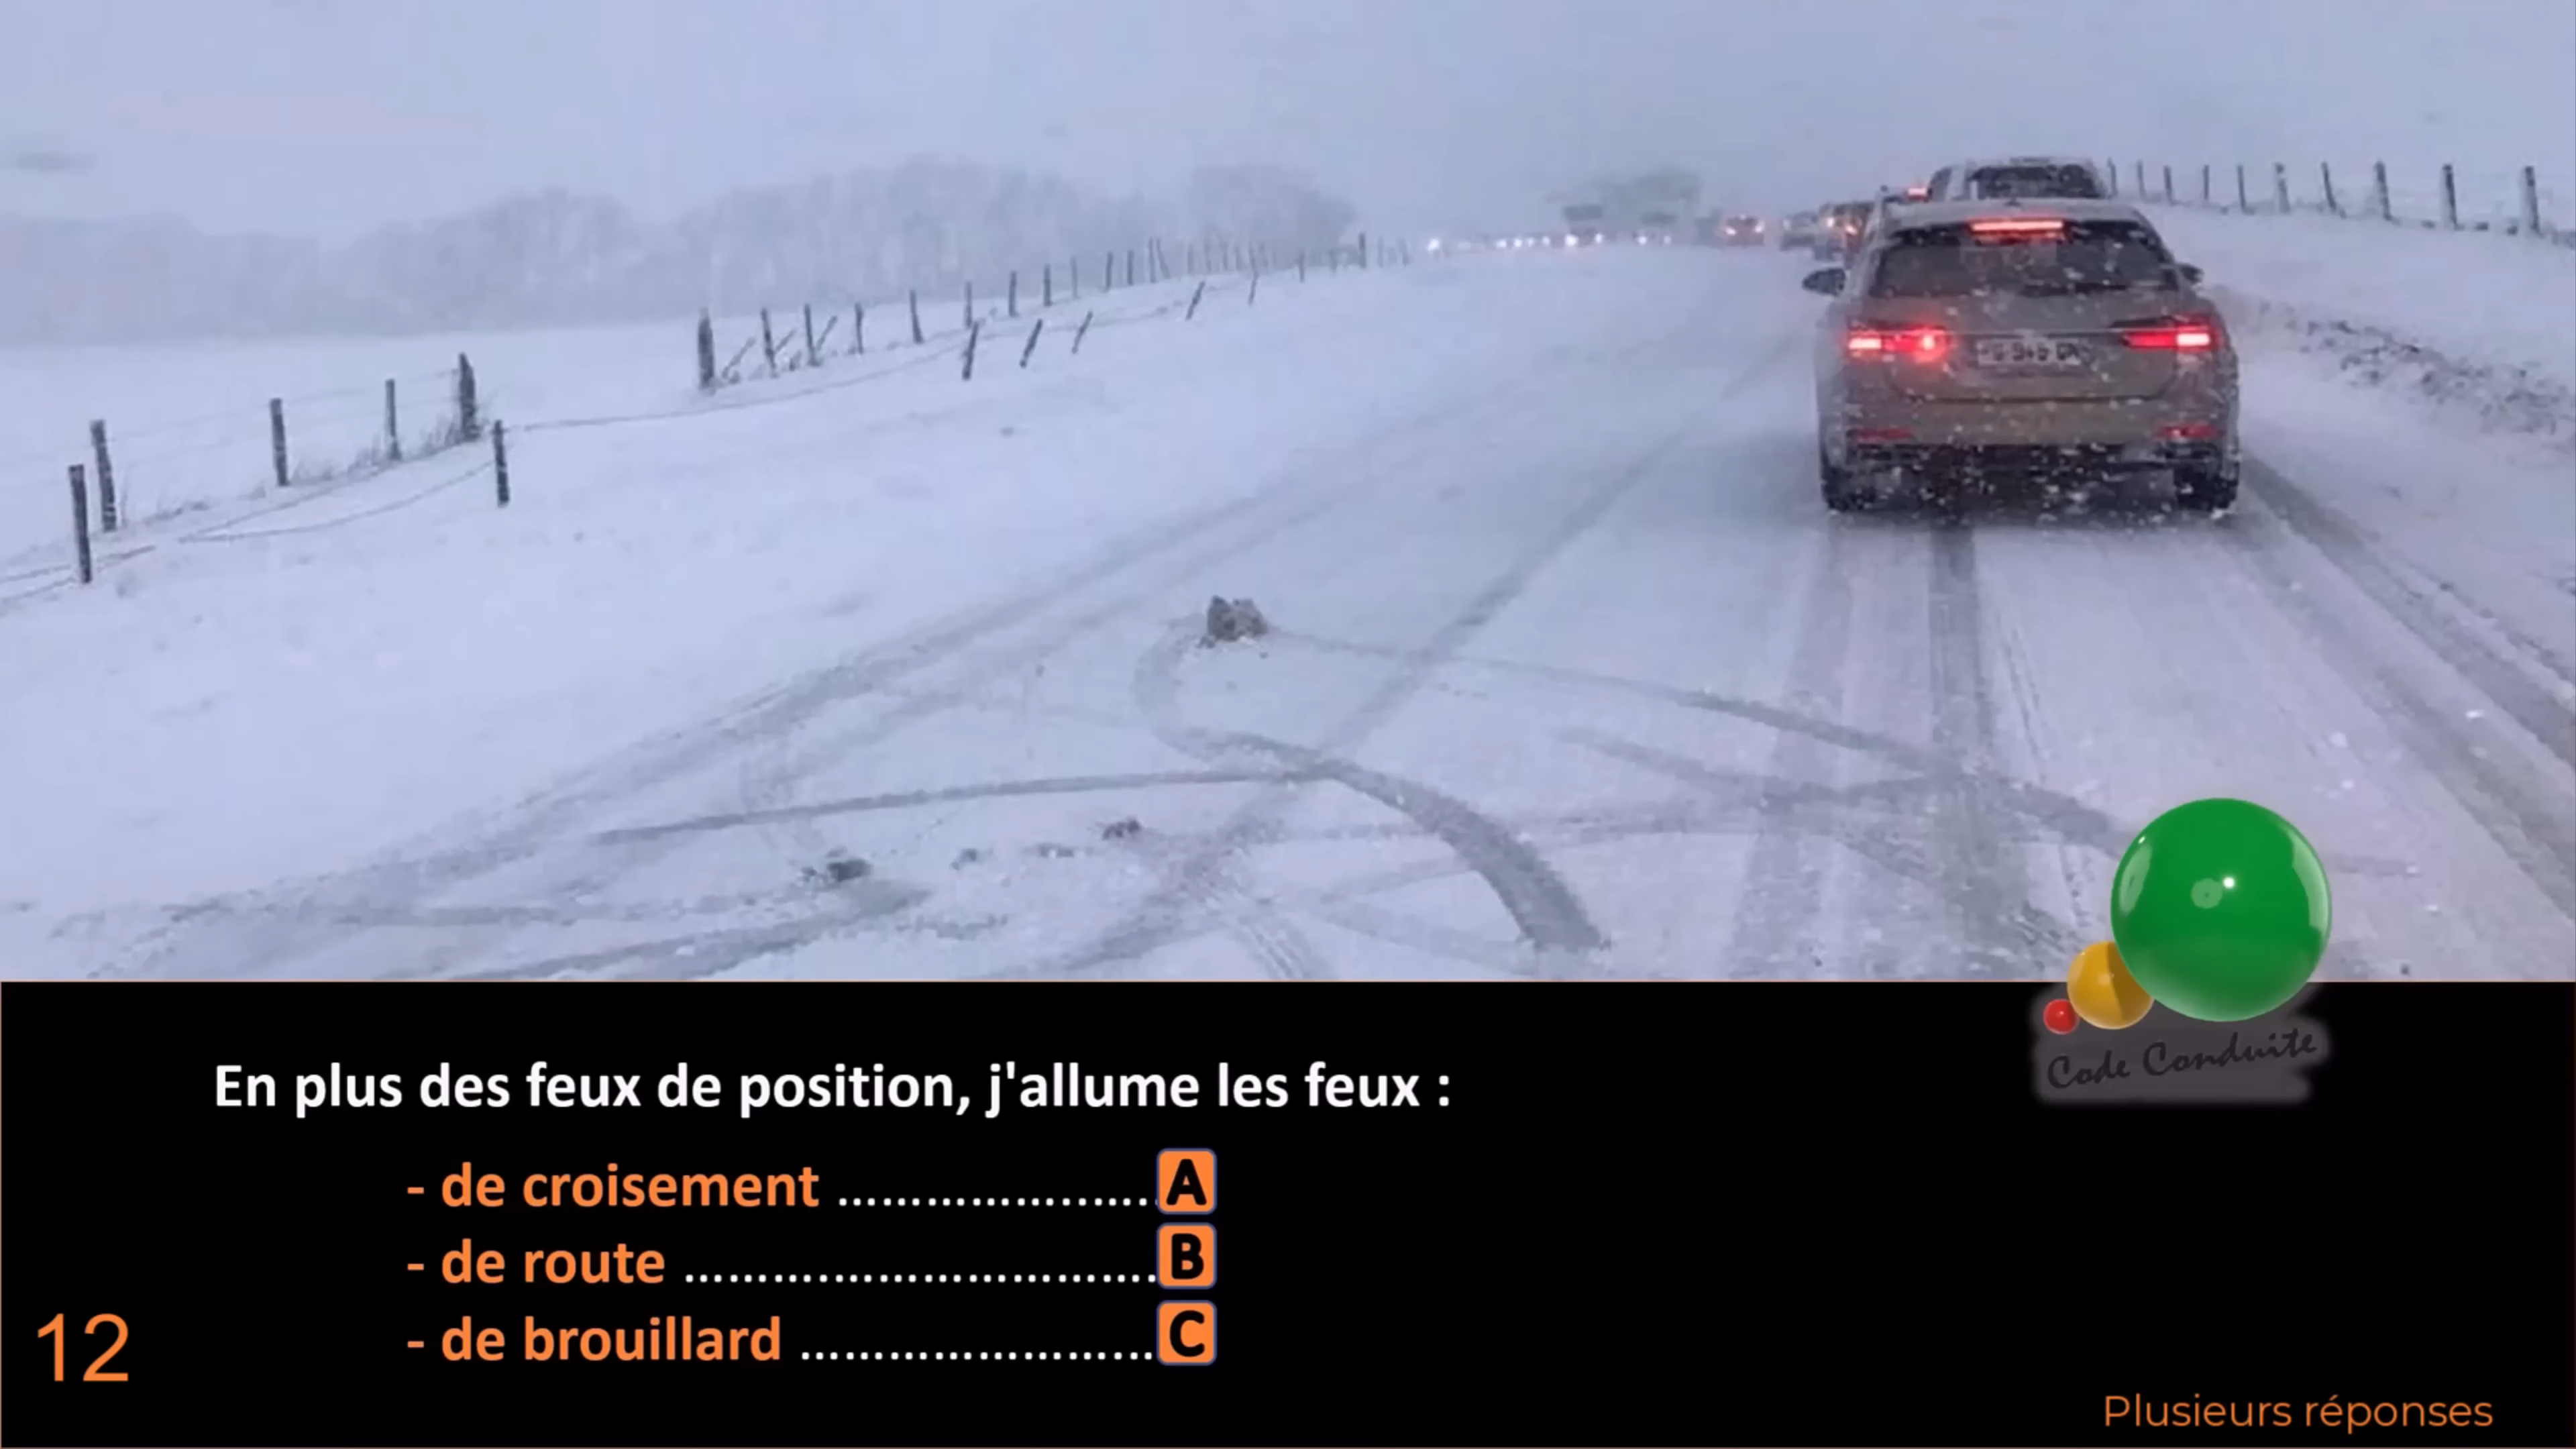 En plus des feux de position, j'allume les feux :
- de croisement ........................ A
- de route ................................ B
- de brouillard ........................ C
12
Code Conduite
Plusieurs réponses